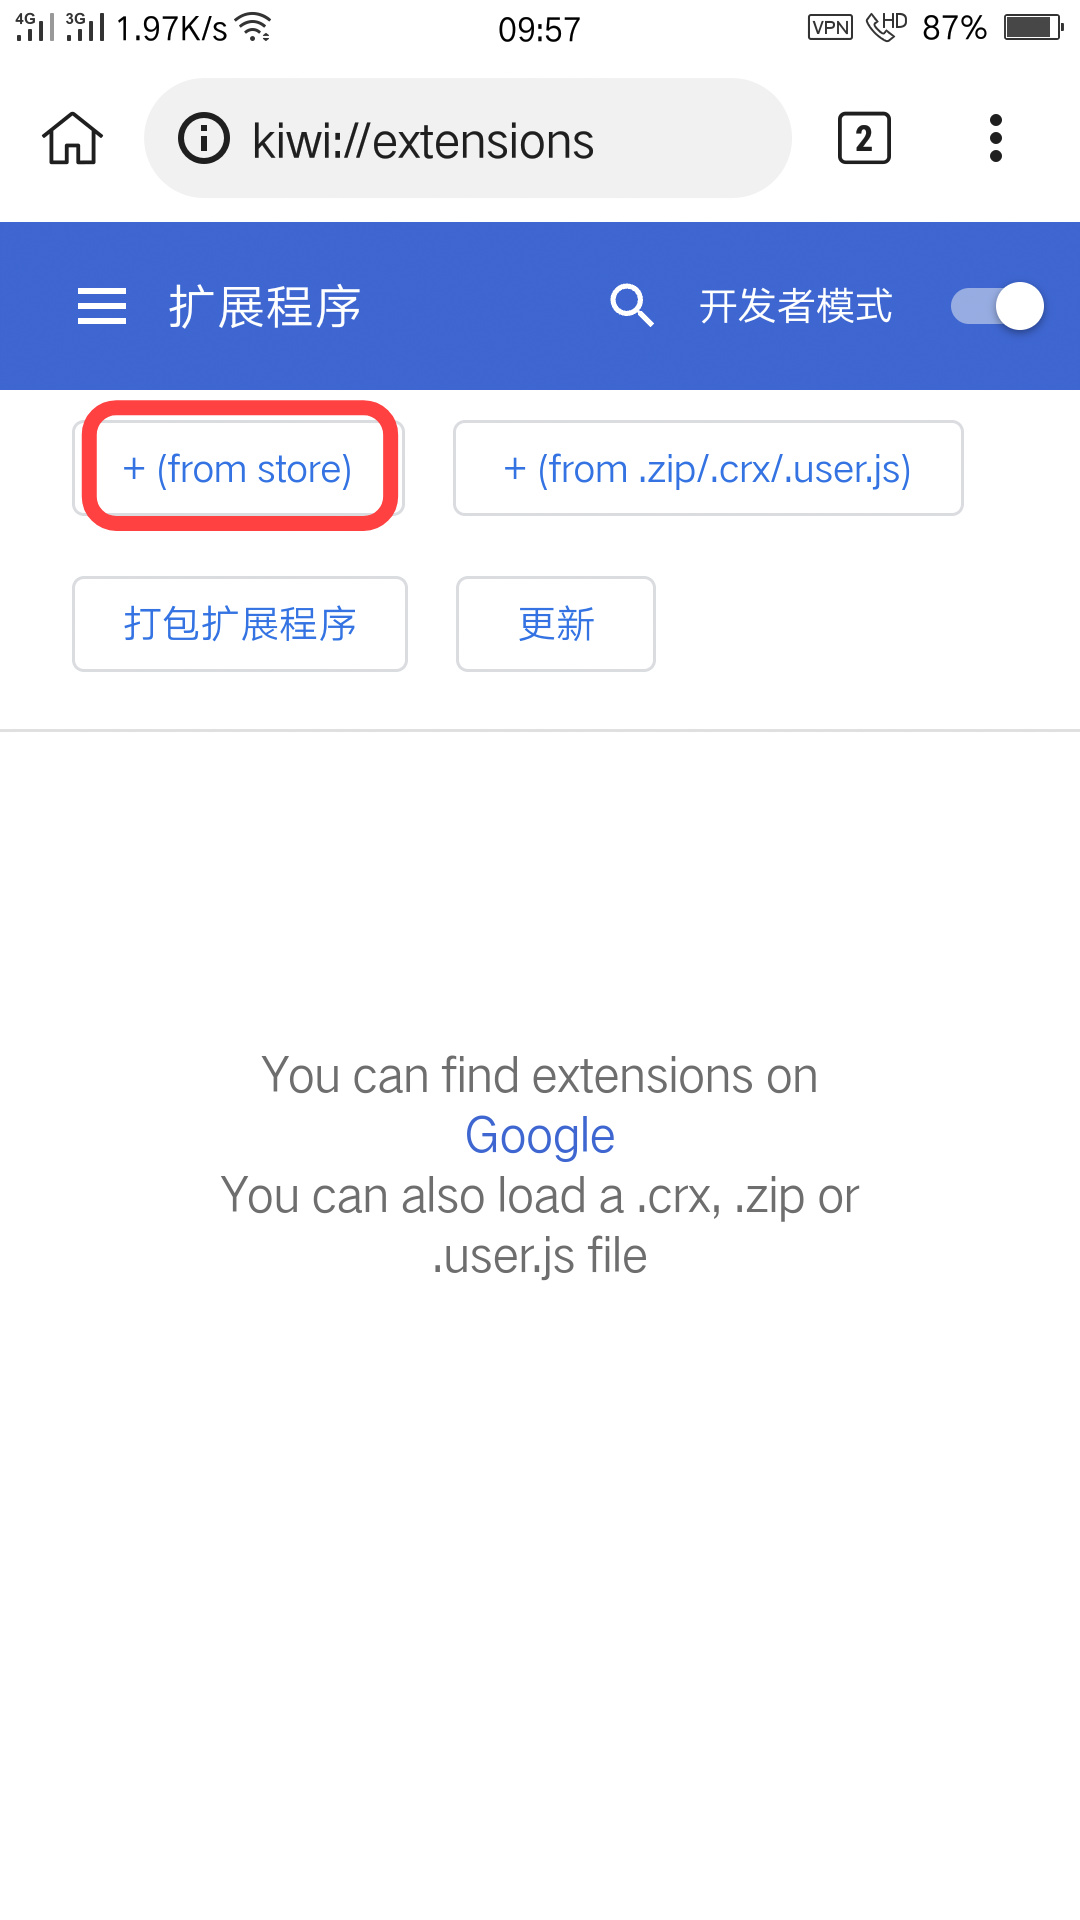 4G 3G 1.97K/s 09:57 VPN HD 87%
kiwi://extensions 2
扩展程序 开发者模式
+ (from store) + (from .zip/.crx/.user.js)
打包扩展程序 更新
You can find extensions on
Google
You can also load a .crx, .zip or
.user.js file